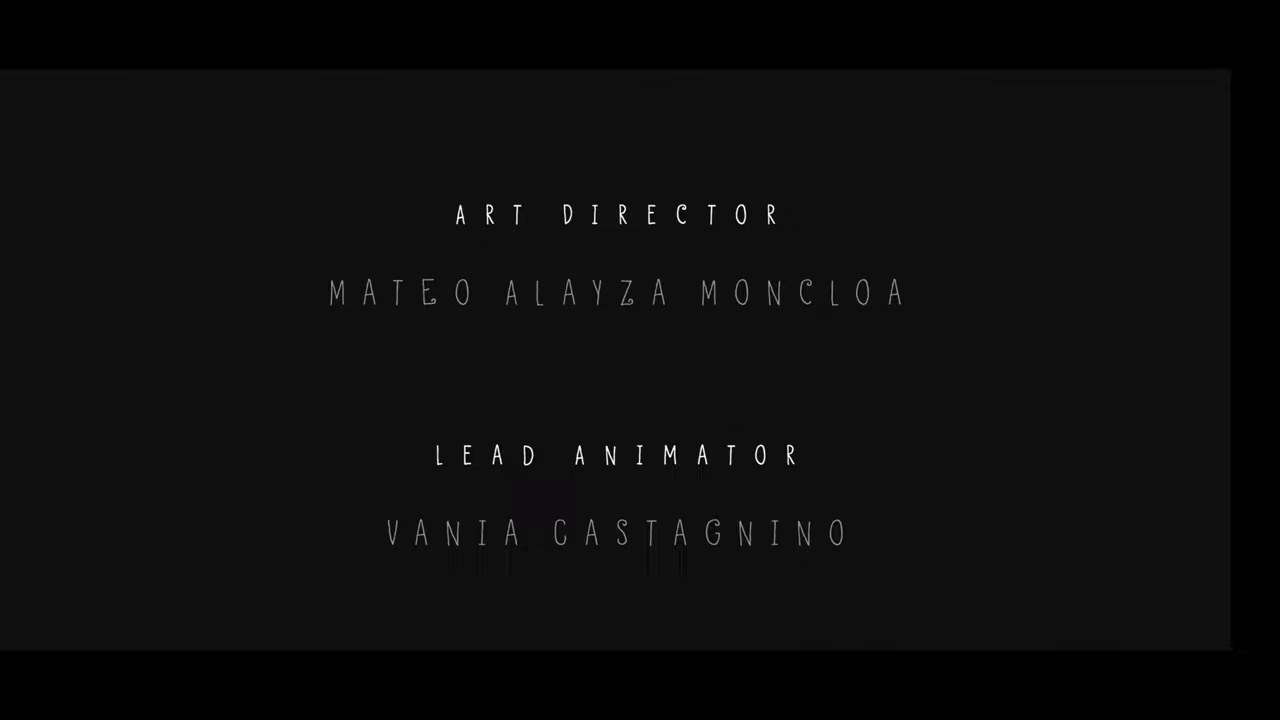 ART DIRECTOR
MATEO ALAYZA MONCLOA
LEAD ANIMATOR
VANIA CASTAGNINO